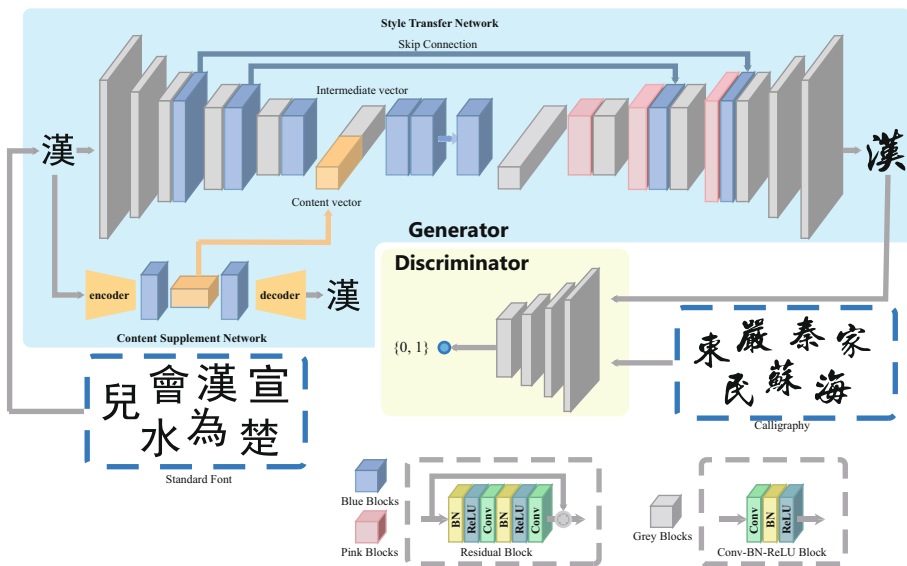 Style Transfer Network
Skip Connection
Intermediate vector
漢
漢
Content vector
Generator
Discriminator
encoder
decoder
漢
Content Supplement Network
{0, 1}
東 嚴 秦 家
民 蘇 海
Calligraphy
兒 會 漢 宣
水 為 楚
Standard Font
Blue Blocks
Pink Blocks
BN
ReLU
Conv
BN
ReLU
Conv
Residual Block
Grey Blocks
Conv
BN
ReLU
Conv-BN-ReLU Block